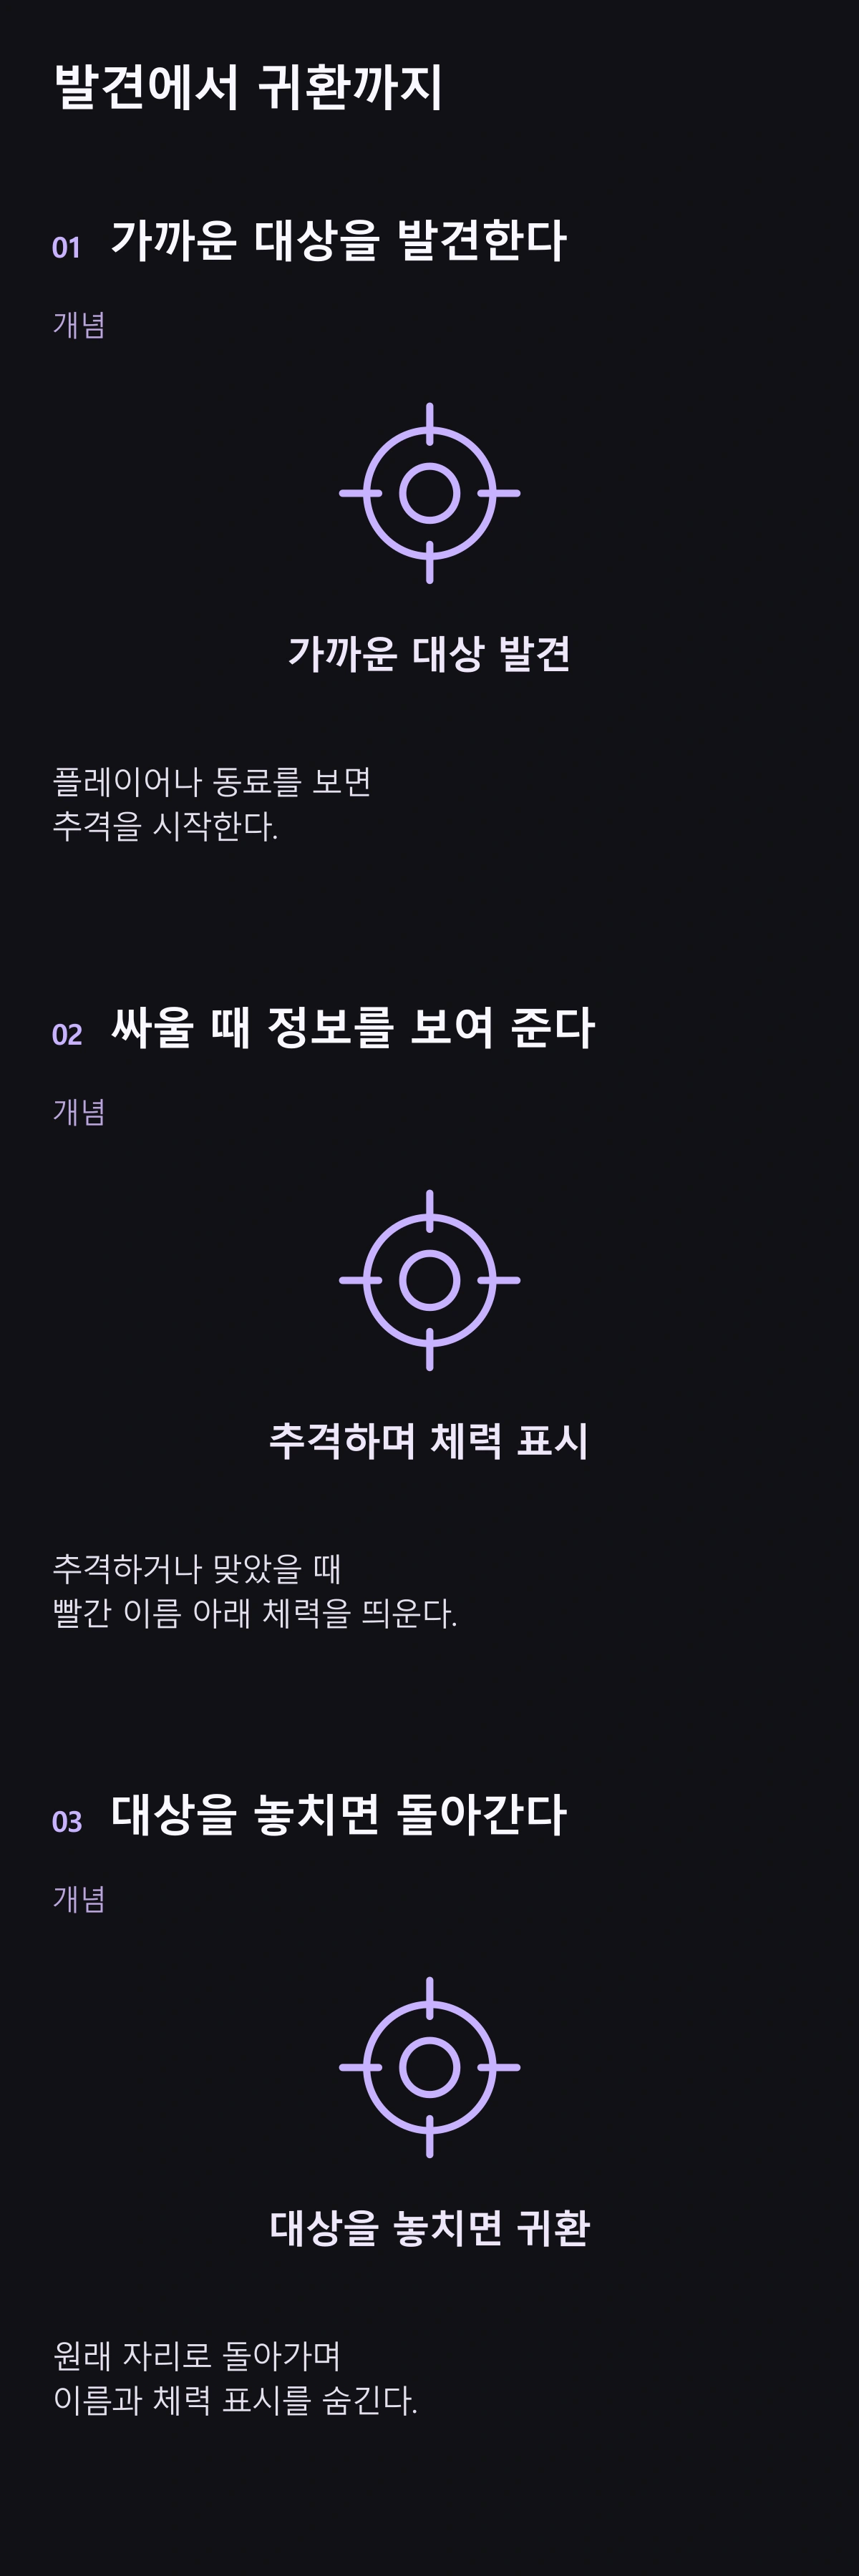 발견에서 귀환까지
01 가까운 대상을 발견한다
개념
가까운 대상 발견
플레이어나 동료를 보면
추격을 시작한다.
02 싸울 때 정보를 보여 준다
개념
추격하며 체력 표시
추격하거나 맞았을 때
빨간 이름 아래 체력을 띄운다.
03 대상을 놓치면 돌아간다
개념
대상을 놓치면 귀환
원래 자리로 돌아가며
이름과 체력 표시를 숨긴다.